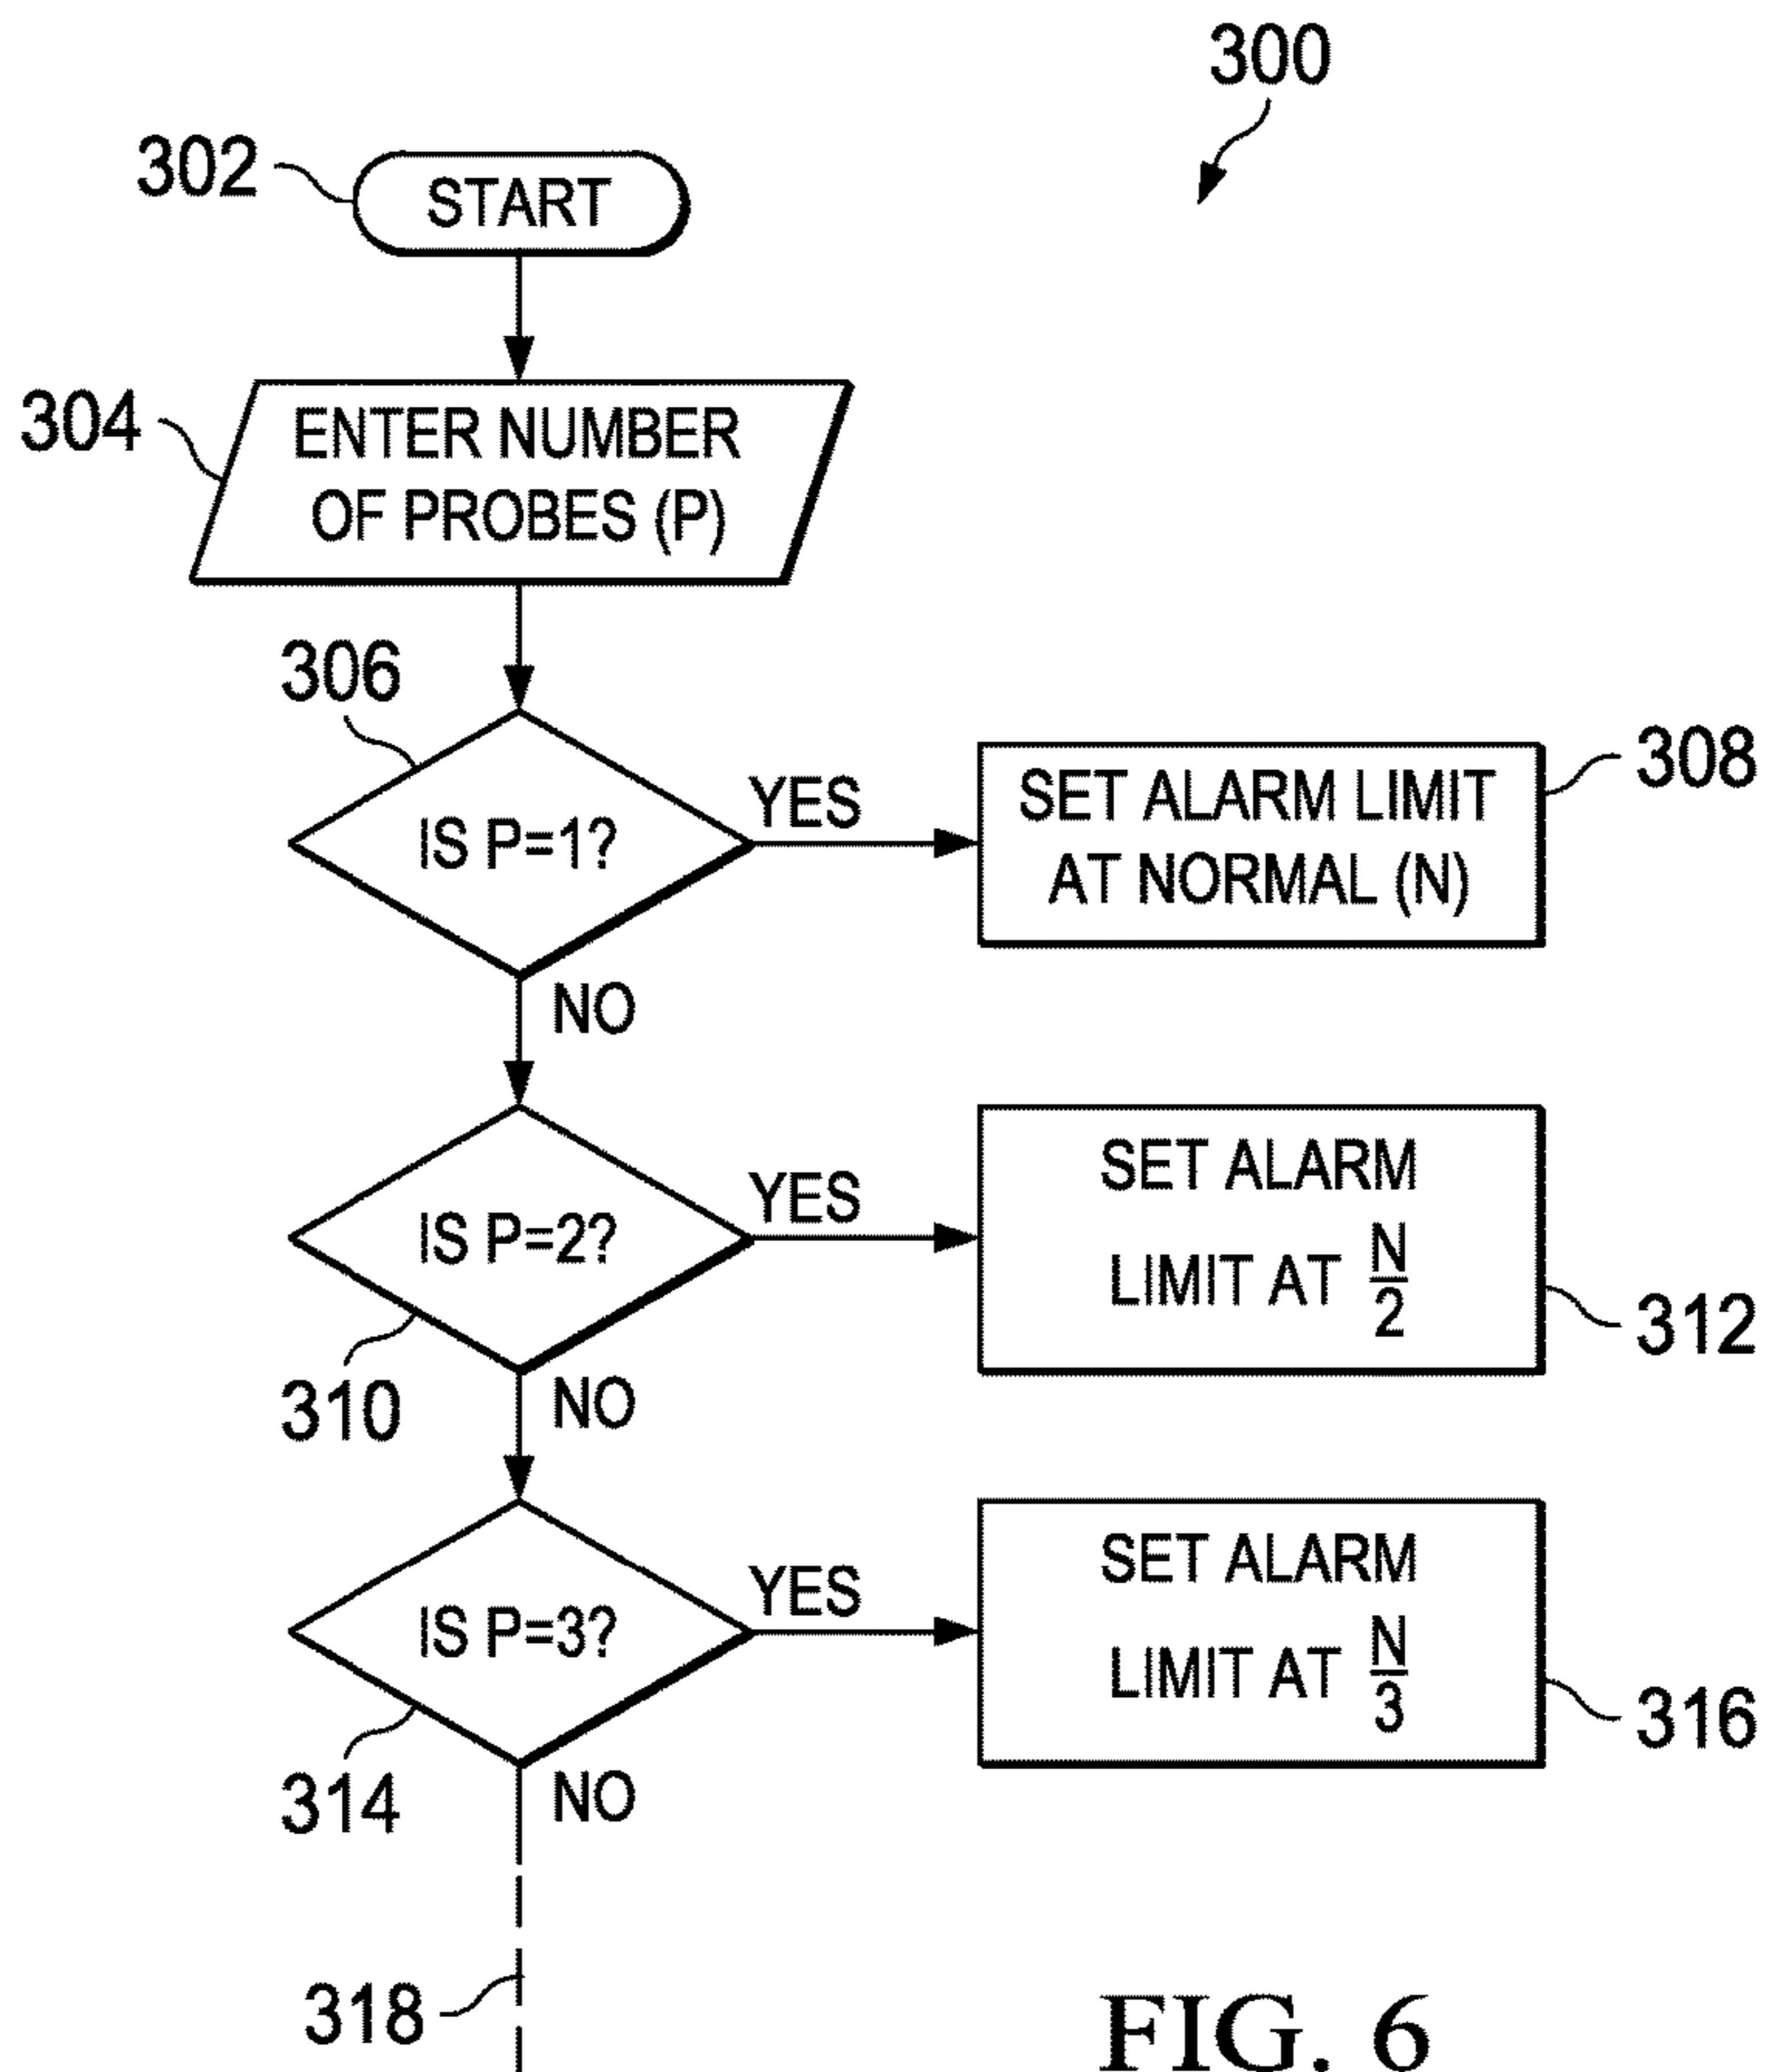 300
302
START
304
ENTER NUMBER
OF PROBES (P)
306
IS P=1?
YES
SET ALARM LIMIT
AT NORMAL (N)
308
NO
IS P=2?
YES
SET ALARM
LIMIT AT N/2
312
310
NO
IS P=3?
YES
SET ALARM
LIMIT AT N/3
316
314
NO
318
FIG. 6